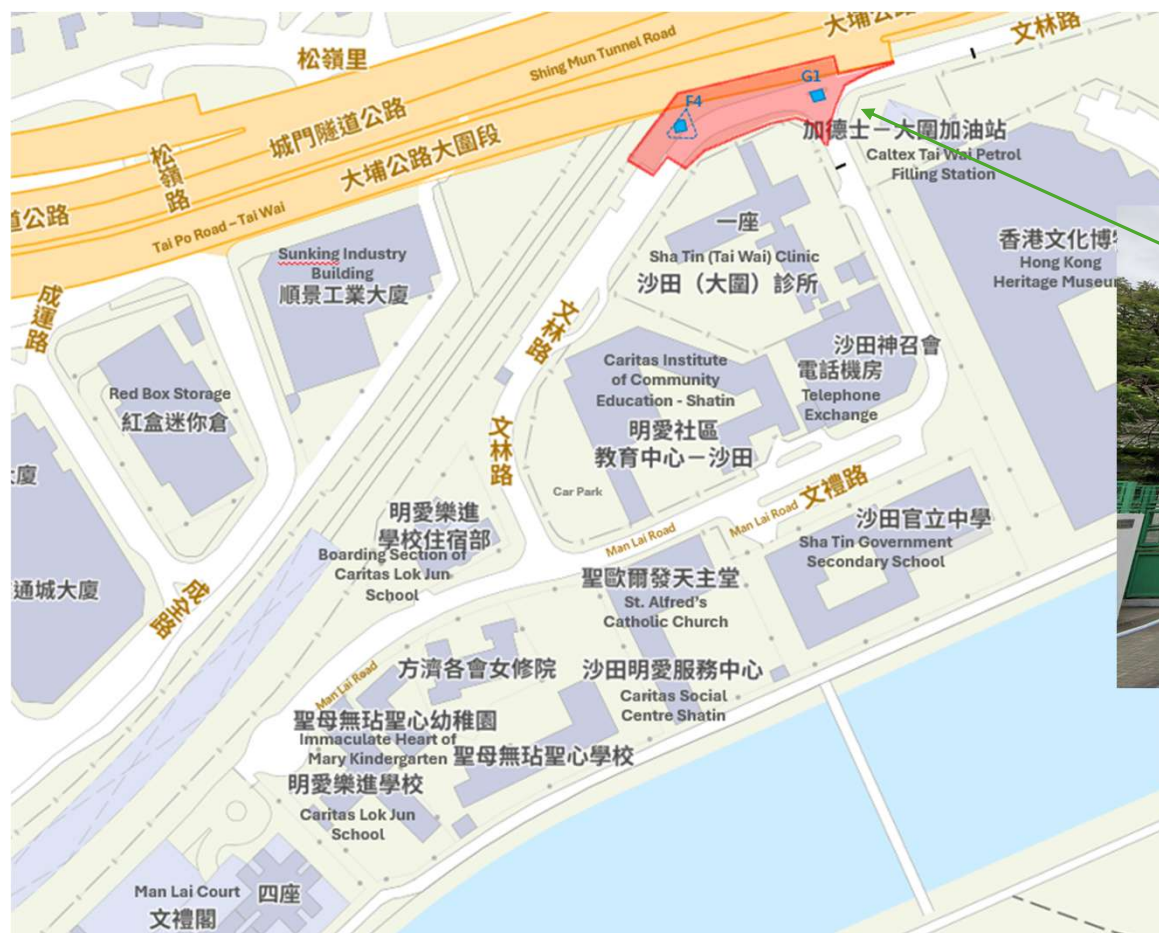 松嶺里
Shing Mun Tunnel Road
大埔公路
文林路
城門隧道公路
大埔公路大圍段
松嶺路
道公路
Tai Po Road – Tai Wai
F4
G1
加德士－大圍加油站
Caltex Tai Wai Petrol
Filling Station
一座
Sha Tin (Tai Wai) Clinic
沙田（大圍）診所
香港文化博
Hong Kong
Heritage Museum
Sunking Industry
Building
順景工業大廈
成運路
文林路
沙田神召會
電話機房
Telephone
Exchange
Caritas Institute
of Community
Education - Shatin
明愛社區
教育中心－沙田
Red Box Storage
紅盒迷你倉
文林路
大廈
Car Park
Man Lai Road
Man Lai Road
文禮路
明愛樂進
學校住宿部
Boarding Section of
Caritas Lok Jun
School
沙田官立中學
Sha Tin Government
Secondary School
通城大廈
成全路
聖歐爾發天主堂
St. Alfred's
Catholic Church
方濟各會女修院
沙田明愛服務中心
Caritas Social
Centre Shatin
Man Lai Road
聖母無玷聖心幼稚園
Immaculate Heart of
Mary Kindergarten
聖母無玷聖心學校
明愛樂進學校
Caritas Lok Jun
School
Man Lai Court
文禮閣
四座